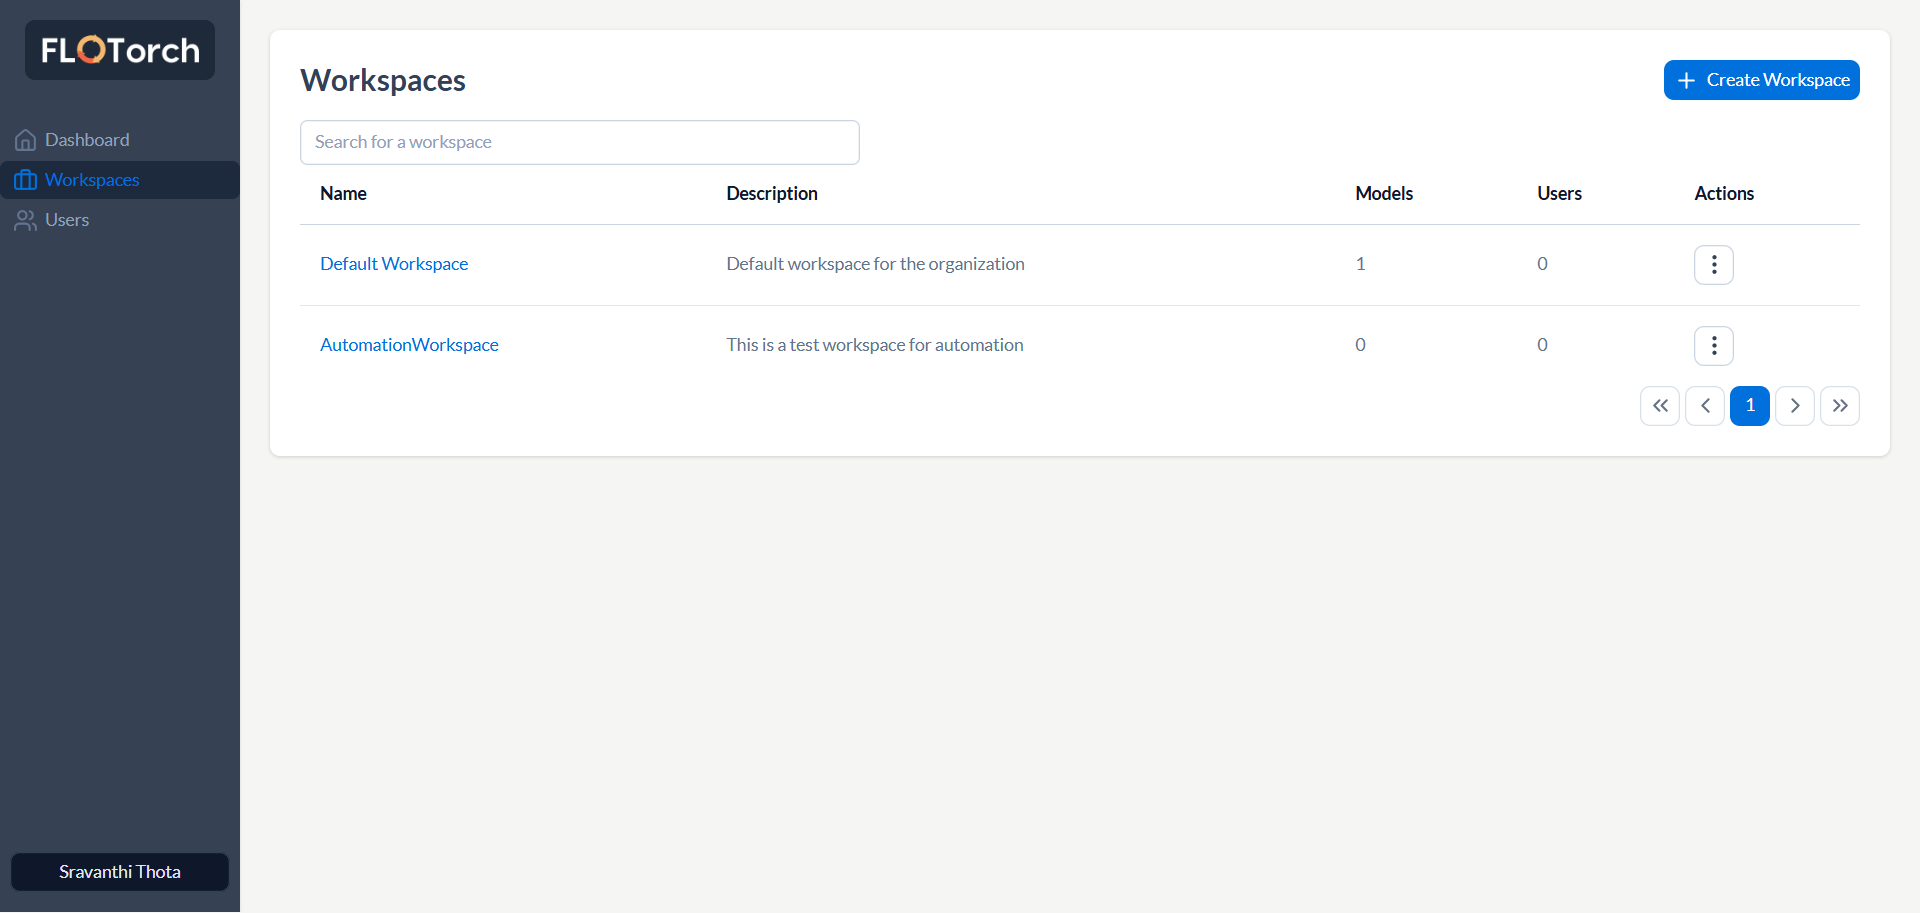 FLOTorch
Dashboard
Workspaces
Users
Workspaces
Create Workspace
Search for a workspace
Name Description Models Users Actions
Default Workspace Default workspace for the organization 1 0
AutomationWorkspace This is a test workspace for automation 0 0
1
Sravanthi Thota